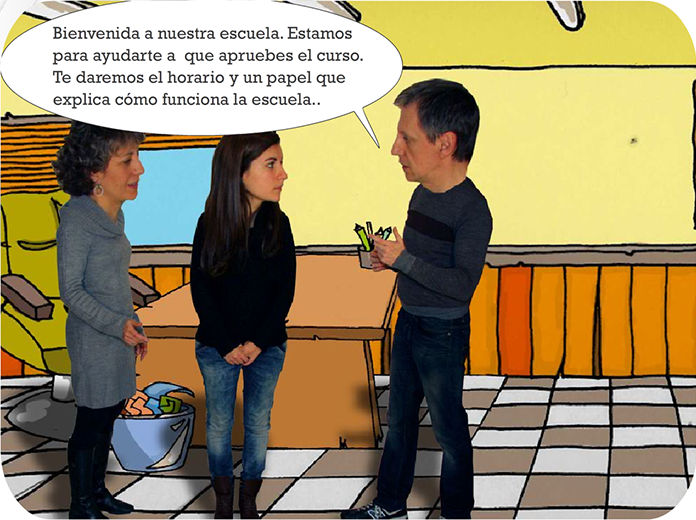 Bienvenida a nuestra escuela. Estamos
para ayudarte a que apruebes el curso.
Te daremos el horario y un papel que
explica cómo funciona la escuela..